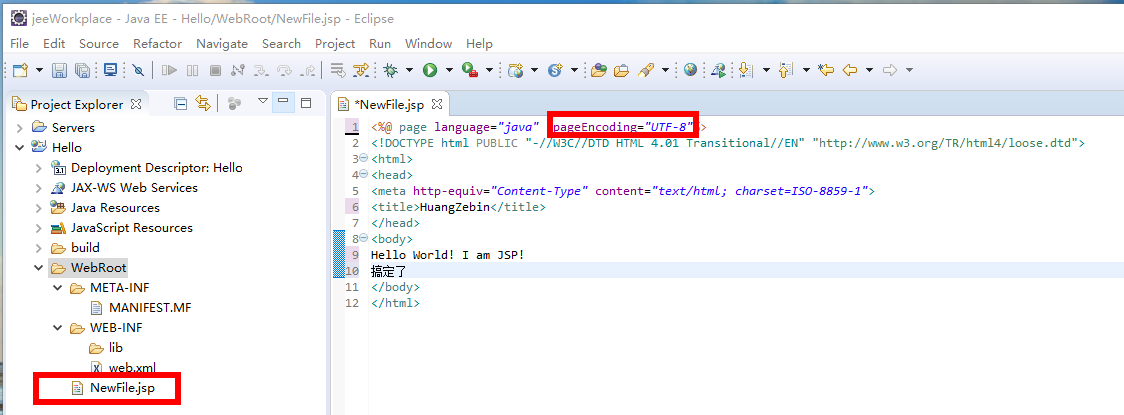 jeeWorkplace - Java EE - Hello/WebRoot/NewFile.jsp - Eclipse
File Edit Source Refactor Navigate Search Project Run Window Help
Project Explorer
Servers
Hello
Deployment Descriptor: Hello
JAX-WS Web Services
Java Resources
JavaScript Resources
build
WebRoot
META-INF
MANIFEST.MF
WEB-INF
lib
web.xml
NewFile.jsp
*NewFile.jsp
1 <%@ page language="java" pageEncoding="UTF-8"
2 <!DOCTYPE html PUBLIC "-//W3C//DTD HTML 4.01 Transitional//EN" "http://www.w3.org/TR/html4/loose.dtd">
3 <html>
4 <head>
5 <meta http-equiv="Content-Type" content="text/html; charset=ISO-8859-1">
6 <title>HuangZebin</title>
7 </head>
8 <body>
9 Hello World! I am JSP!
10 搞定了
11 </body>
12 </html>